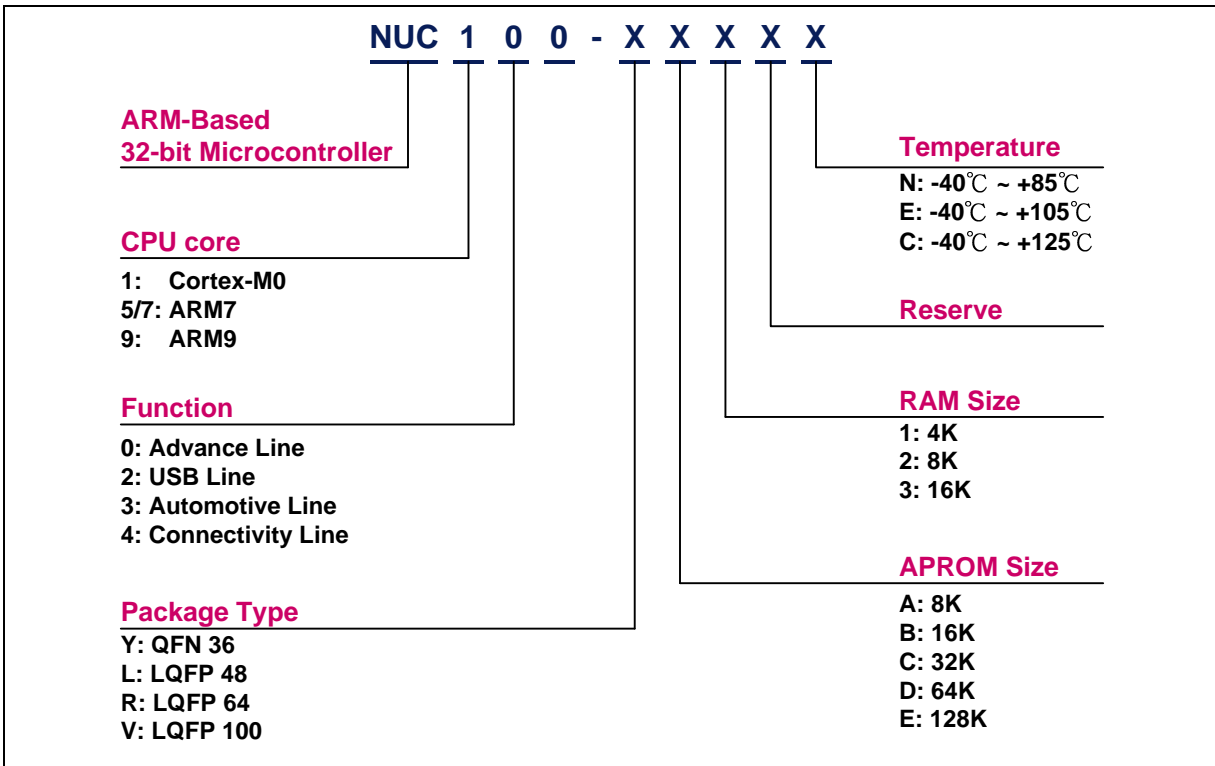 NUC 1 0 0 - X X X X X
ARM-Based
32-bit Microcontroller
CPU core
1: Cortex-M0
5/7: ARM7
9: ARM9
Function
0: Advance Line
2: USB Line
3: Automotive Line
4: Connectivity Line
Package Type
Y: QFN 36
L: LQFP 48
R: LQFP 64
V: LQFP 100
Temperature
N: -40℃ ~ +85℃
E: -40℃ ~ +105℃
C: -40℃ ~ +125℃
Reserve
RAM Size
1: 4K
2: 8K
3: 16K
APROM Size
A: 8K
B: 16K
C: 32K
D: 64K
E: 128K